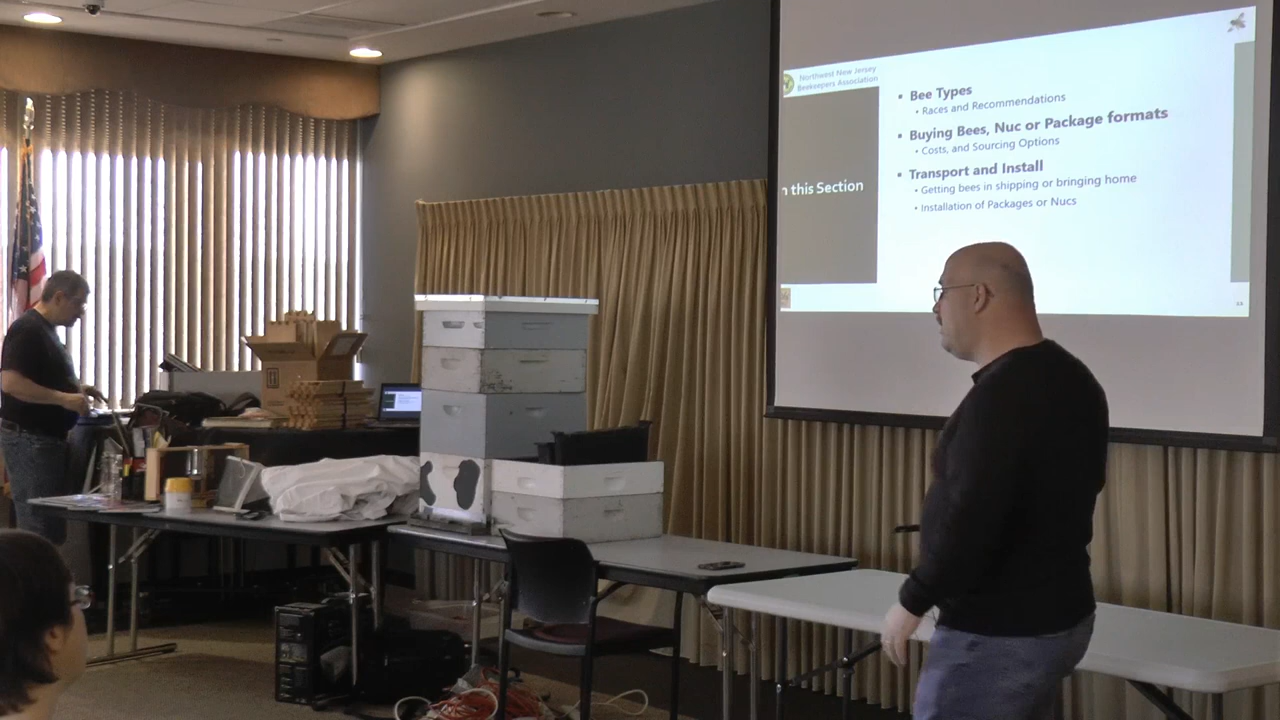 Northwest New Jersey
Beekeepers Association
n this Section
▪ Bee Types
• Races and Recommendations
▪ Buying Bees, Nuc or Package formats
• Costs, and Sourcing Options
▪ Transport and Install
• Getting bees in shipping or bringing home
• Installation of Packages or Nucs